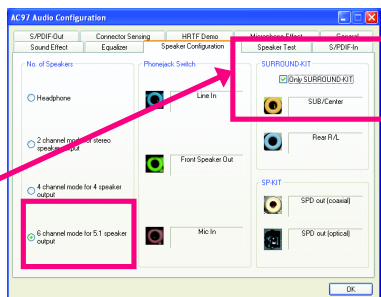 AC97 Audio Configuration
S/PDIF-Out
Connector Sensing
HRTF Demo
Microphone Effect
General
Sound Effect
Equalizer
Speaker Configuration
Speaker Test
S/PDIF-In
No. of Speakers
Phonejack Switch
SURROUND-KIT
Only SURROUND-KIT
Headphone
Line In
SUB/Center
2 channel mode for stereo
speaker output
Rear R/L
Front Speaker Out
4 channel mode for 4 speaker
output
SP-KIT
SPD out (coaxial)
6 channel mode for 5.1 speaker
output
Mic In
SPD out (optical)
OK